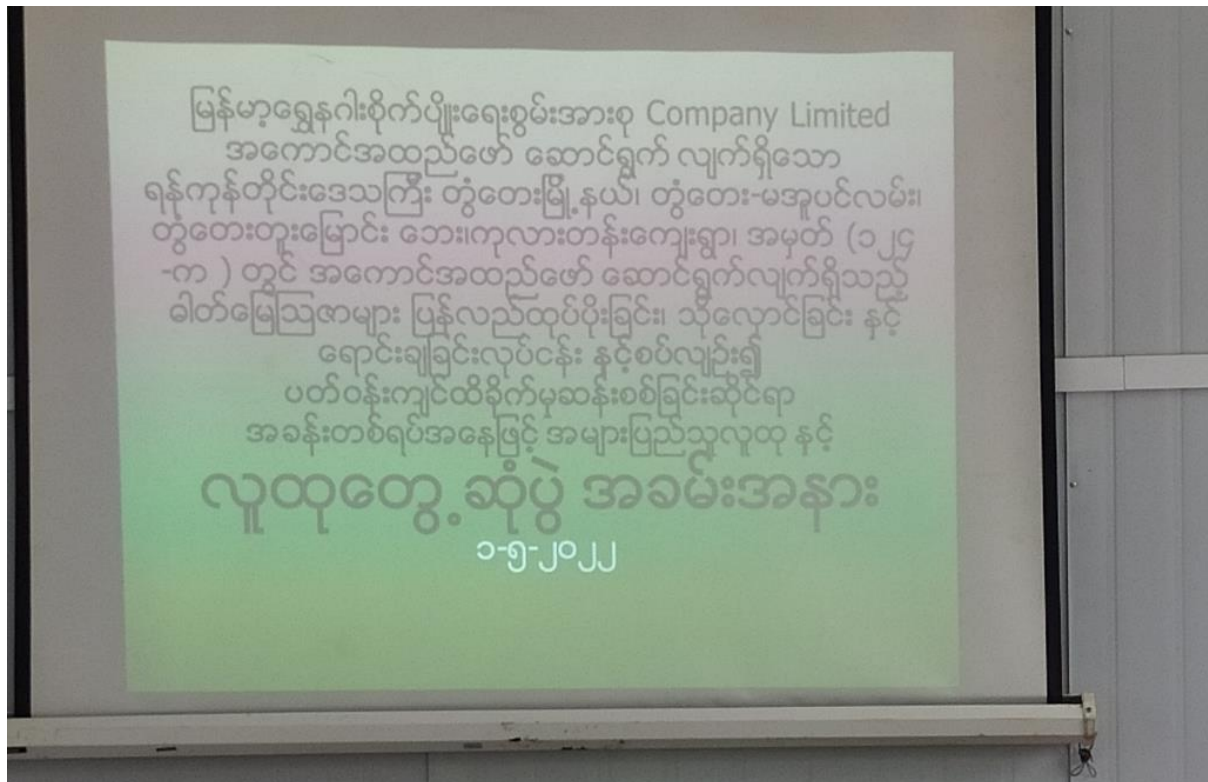 မြန်မာ့ရွှေနဂါးစိုက်ပျိုးရေးစွမ်းအားစု Company Limited
အကောင်အထည်ဖော် ဆောင်ရွက် လျက်ရှိသော
ရန်ကုန်တိုင်းဒေသကြီး တွံတေးမြို့နယ်၊ တွံတေး-မအူပင်လမ်း၊
တွံတေးတူးမြောင်း ဘေး၊ကုလားတန်းကျေးရွာ၊ အမှတ် (၁၂၄
-က ) တွင် အကောင်အထည်ဖော် ဆောင်ရွက်လျက်ရှိသည့်
ဓါတ်မြေသြဇာများ ပြန်လည်ထုပ်ပိုးခြင်း၊ သိုလှောင်ခြင်း နှင့်
ရောင်းချခြင်းလုပ်ငန်း နှင့်စပ်လျဉ်း၍
ပတ်ဝန်းကျင်ထိခိုက်မှုဆန်းစစ်ခြင်းဆိုင်ရာ
အခန်းတစ်ရပ်အနေဖြင့် အများပြည်သူလူထု နှင့်
လူထုတွေ့ဆုံပွဲ အခမ်းအနား
၁-၅-၂၀၂၂